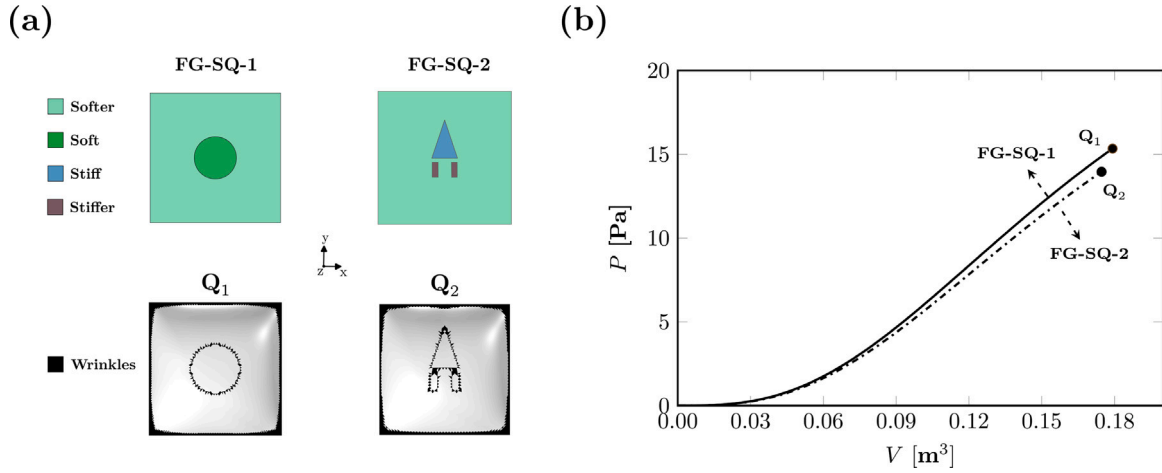 (a)
FG-SQ-1
FG-SQ-2
Softer
Soft
Stiff
Stiffer
y
z
x
Q₁
Q₂
Wrinkles
(b)
20
15
10
5
0
P [Pa]
Q₁
FG-SQ-1
Q₂
FG-SQ-2
0.00
0.03
0.06
0.09
0.12
0.15
0.18
V [m³]